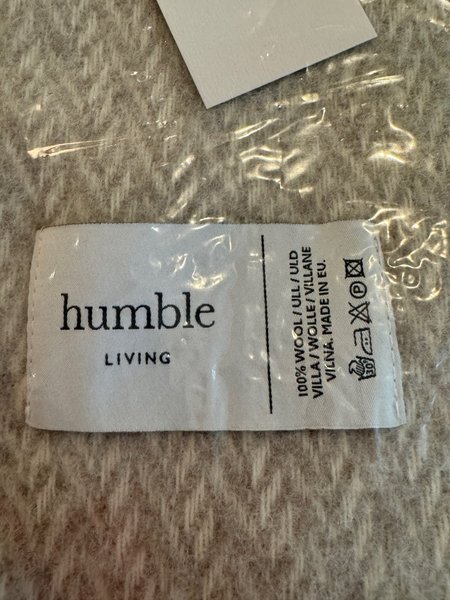 humble
LIVING
100% WOOL / ULL / ULD
VILLA / WOLLE / VILLANE
VILNA. MADE IN EU.
30° P